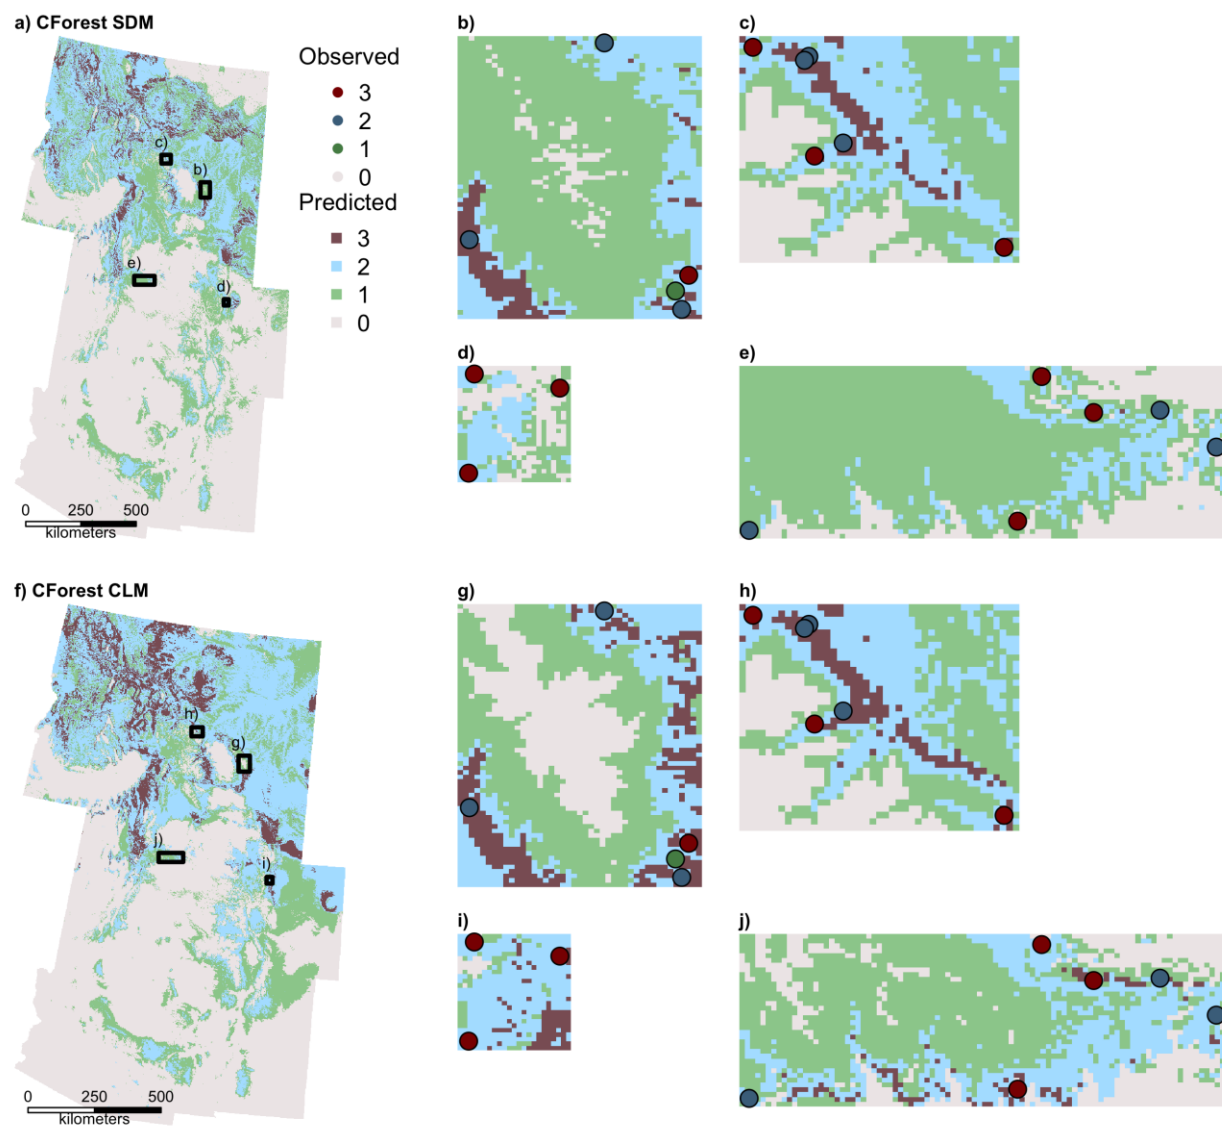 a) CForest SDM
Observed
3
2
1
0
Predicted
3
2
1
0
c)
b)
e)
d)
0 250 500
kilometers
b)
c)
d)
e)
f) CForest CLM
h)
g)
j)
i)
0 250 500
kilometers
g)
h)
i)
j)